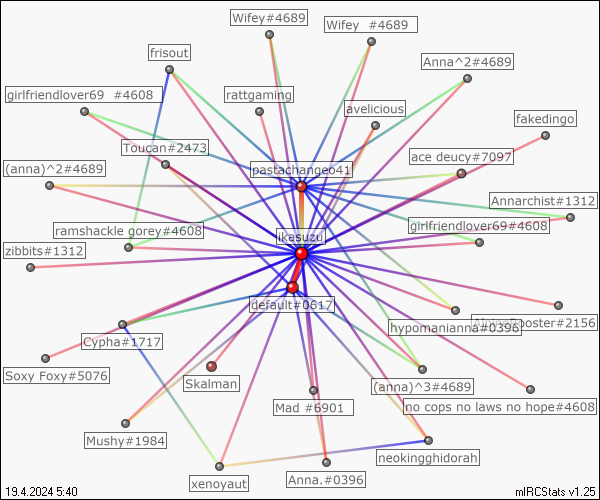 Wifey#4689
Wifey  #4689
frisout
Anna^2#4689
girlfriendlover69  #4608
rattgaming
avelicious
fakedingo
Toucan#2473
ace deucy#7097
(anna)^2#4689
pastachangeo41
Annarchist#1312
ramshackle gorey#4608
ikasuzu
girlfriendlover69#4608
zibbits#1312
default#0617
hypomanianna#0396
Rooster#2156
Cypha#1717
Soxy Foxy#5076
Skalman
(anna)^3#4689
Mad #6901
no cops no laws no hope#4608
Mushy#1984
neokingghidorah
xenoyaut
Anna.#0396
19.4.2024 5:40
mIRCStats v1.25